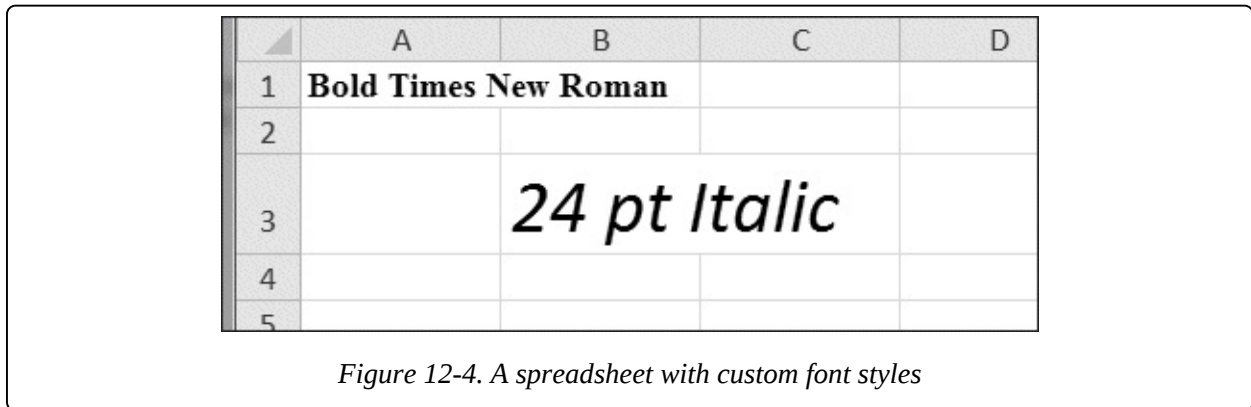 A B C D
1 Bold Times New Roman
2
3 24 pt Italic
4
5
Figure 12-4. A spreadsheet with custom font styles